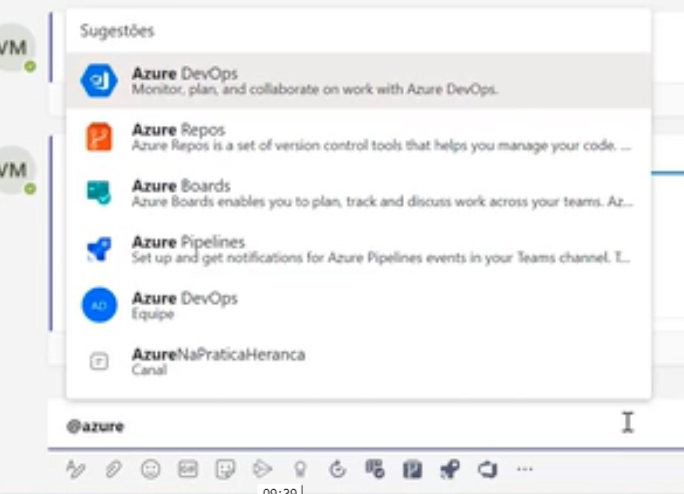 Sugestões
VM
Azure DevOps
Monitor, plan, and collaborate on work with Azure DevOps.
Azure Repos
Azure Repos is a set of version control tools that helps you manage your code. ...
VM
Azure Boards
Azure Boards enables you to plan, track and discuss work across your teams. Az...
Azure Pipelines
Set up and get notifications for Azure Pipelines events in your Teams channel. T...
AD
Azure DevOps
Equipe
AzureNaPraticaHeranca
Canal
@azure
GIF
09:39